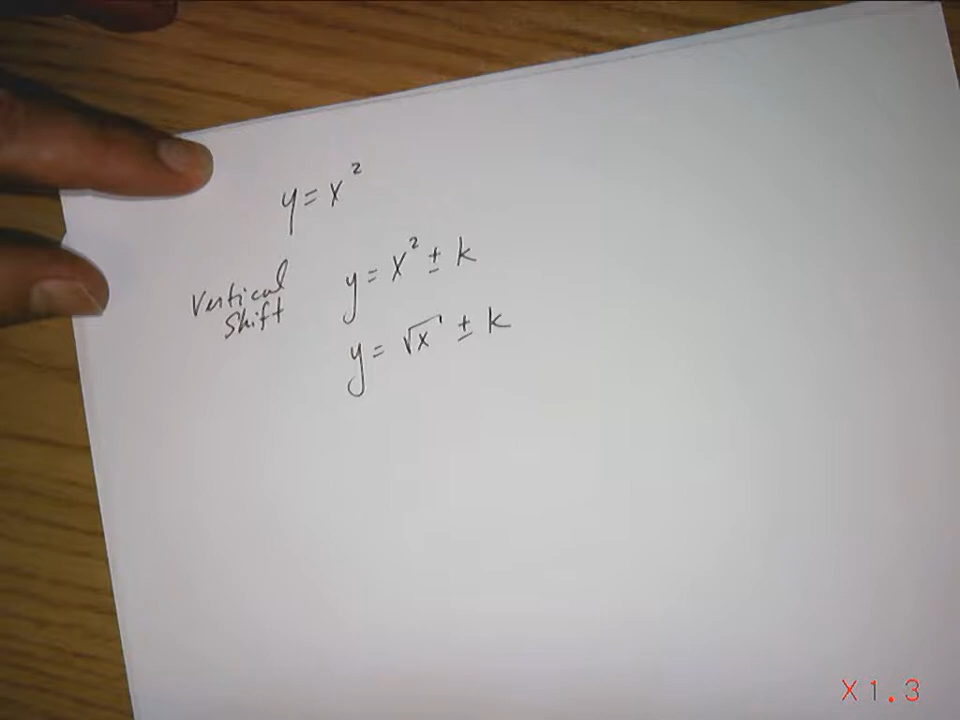 y = x²
Vertical Shift y = x² ± k
y = √x ± k
X1.3